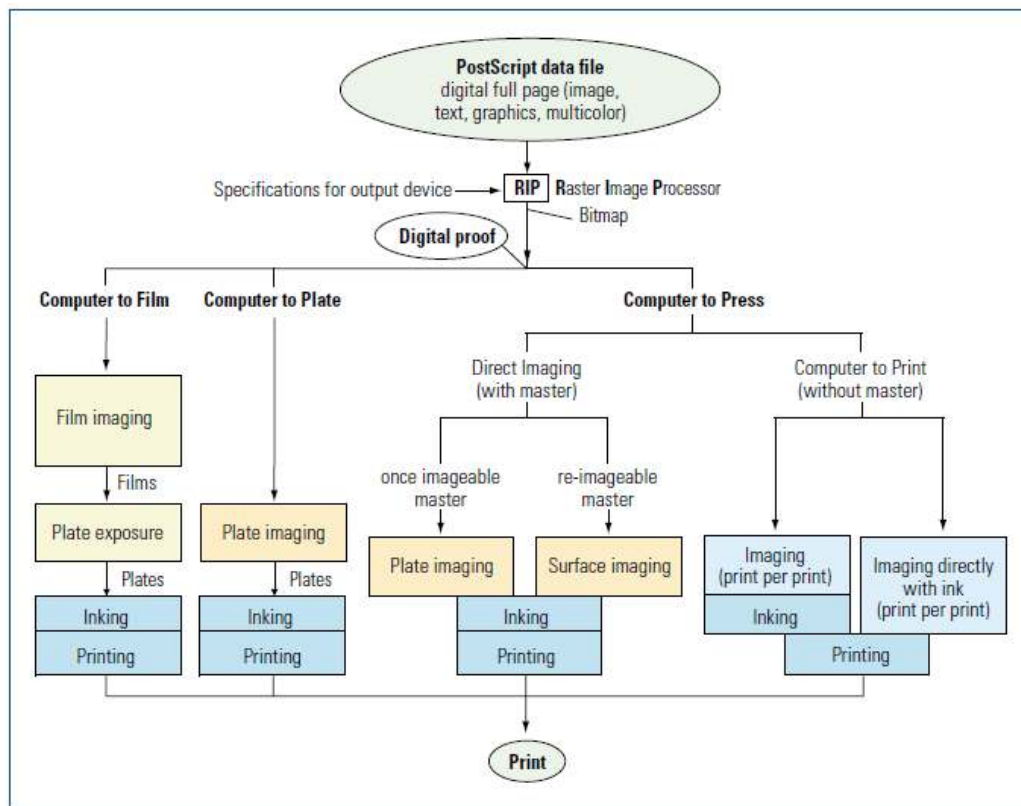 PostScript data file
digital full page (image,
text, graphics, multicolor)
Specifications for output device
RIP
Raster Image Processor
Bitmap
Digital proof
Computer to Film
Computer to Plate
Computer to Press
Direct Imaging
(with master)
Computer to Print
(without master)
Film imaging
Films
once imageable
master
re-imageable
master
Plate exposure
Plate imaging
Plate imaging
Surface imaging
Imaging
(print per print)
Imaging directly
with ink
(print per print)
Plates
Plates
Inking
Inking
Inking
Inking
Printing
Printing
Printing
Printing
Print